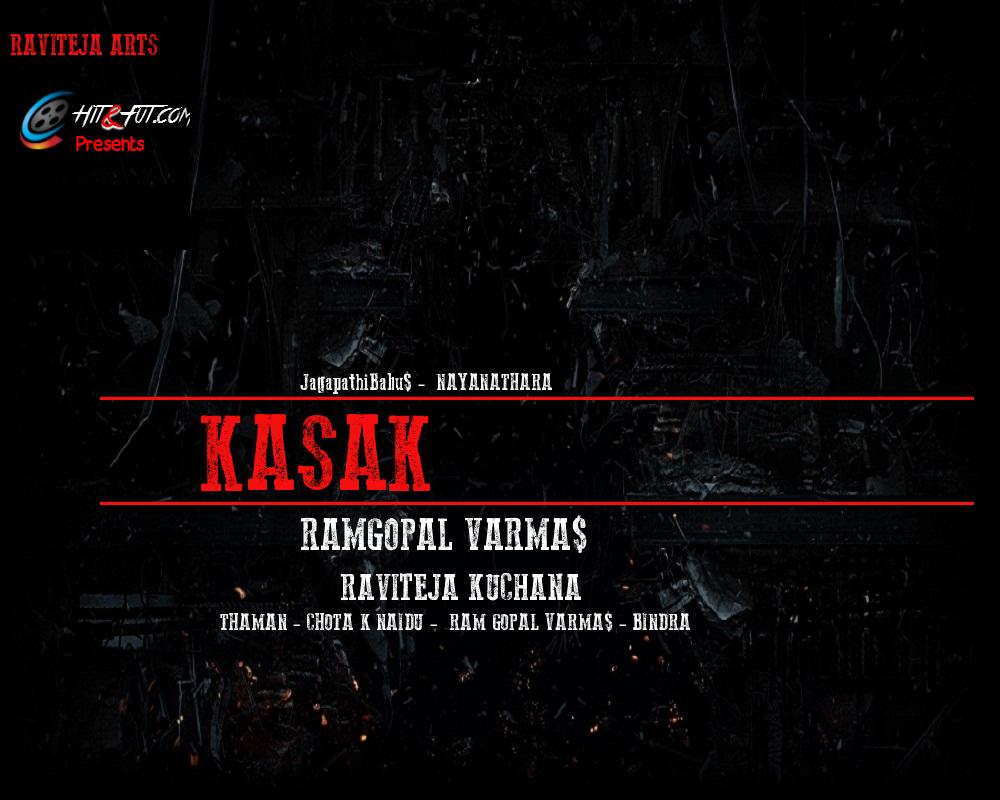 RAVITEJA ARTS
HIT&FUT.COM
Presents
JagapathiBabu$ - NAYANATHARA
KASAK
RAMGOPAL VARMA$
RAVITEJA KUCHANA
THAMAN - CHOTA K NAIDU - RAM GOPAL VARMA$ - BINDRA